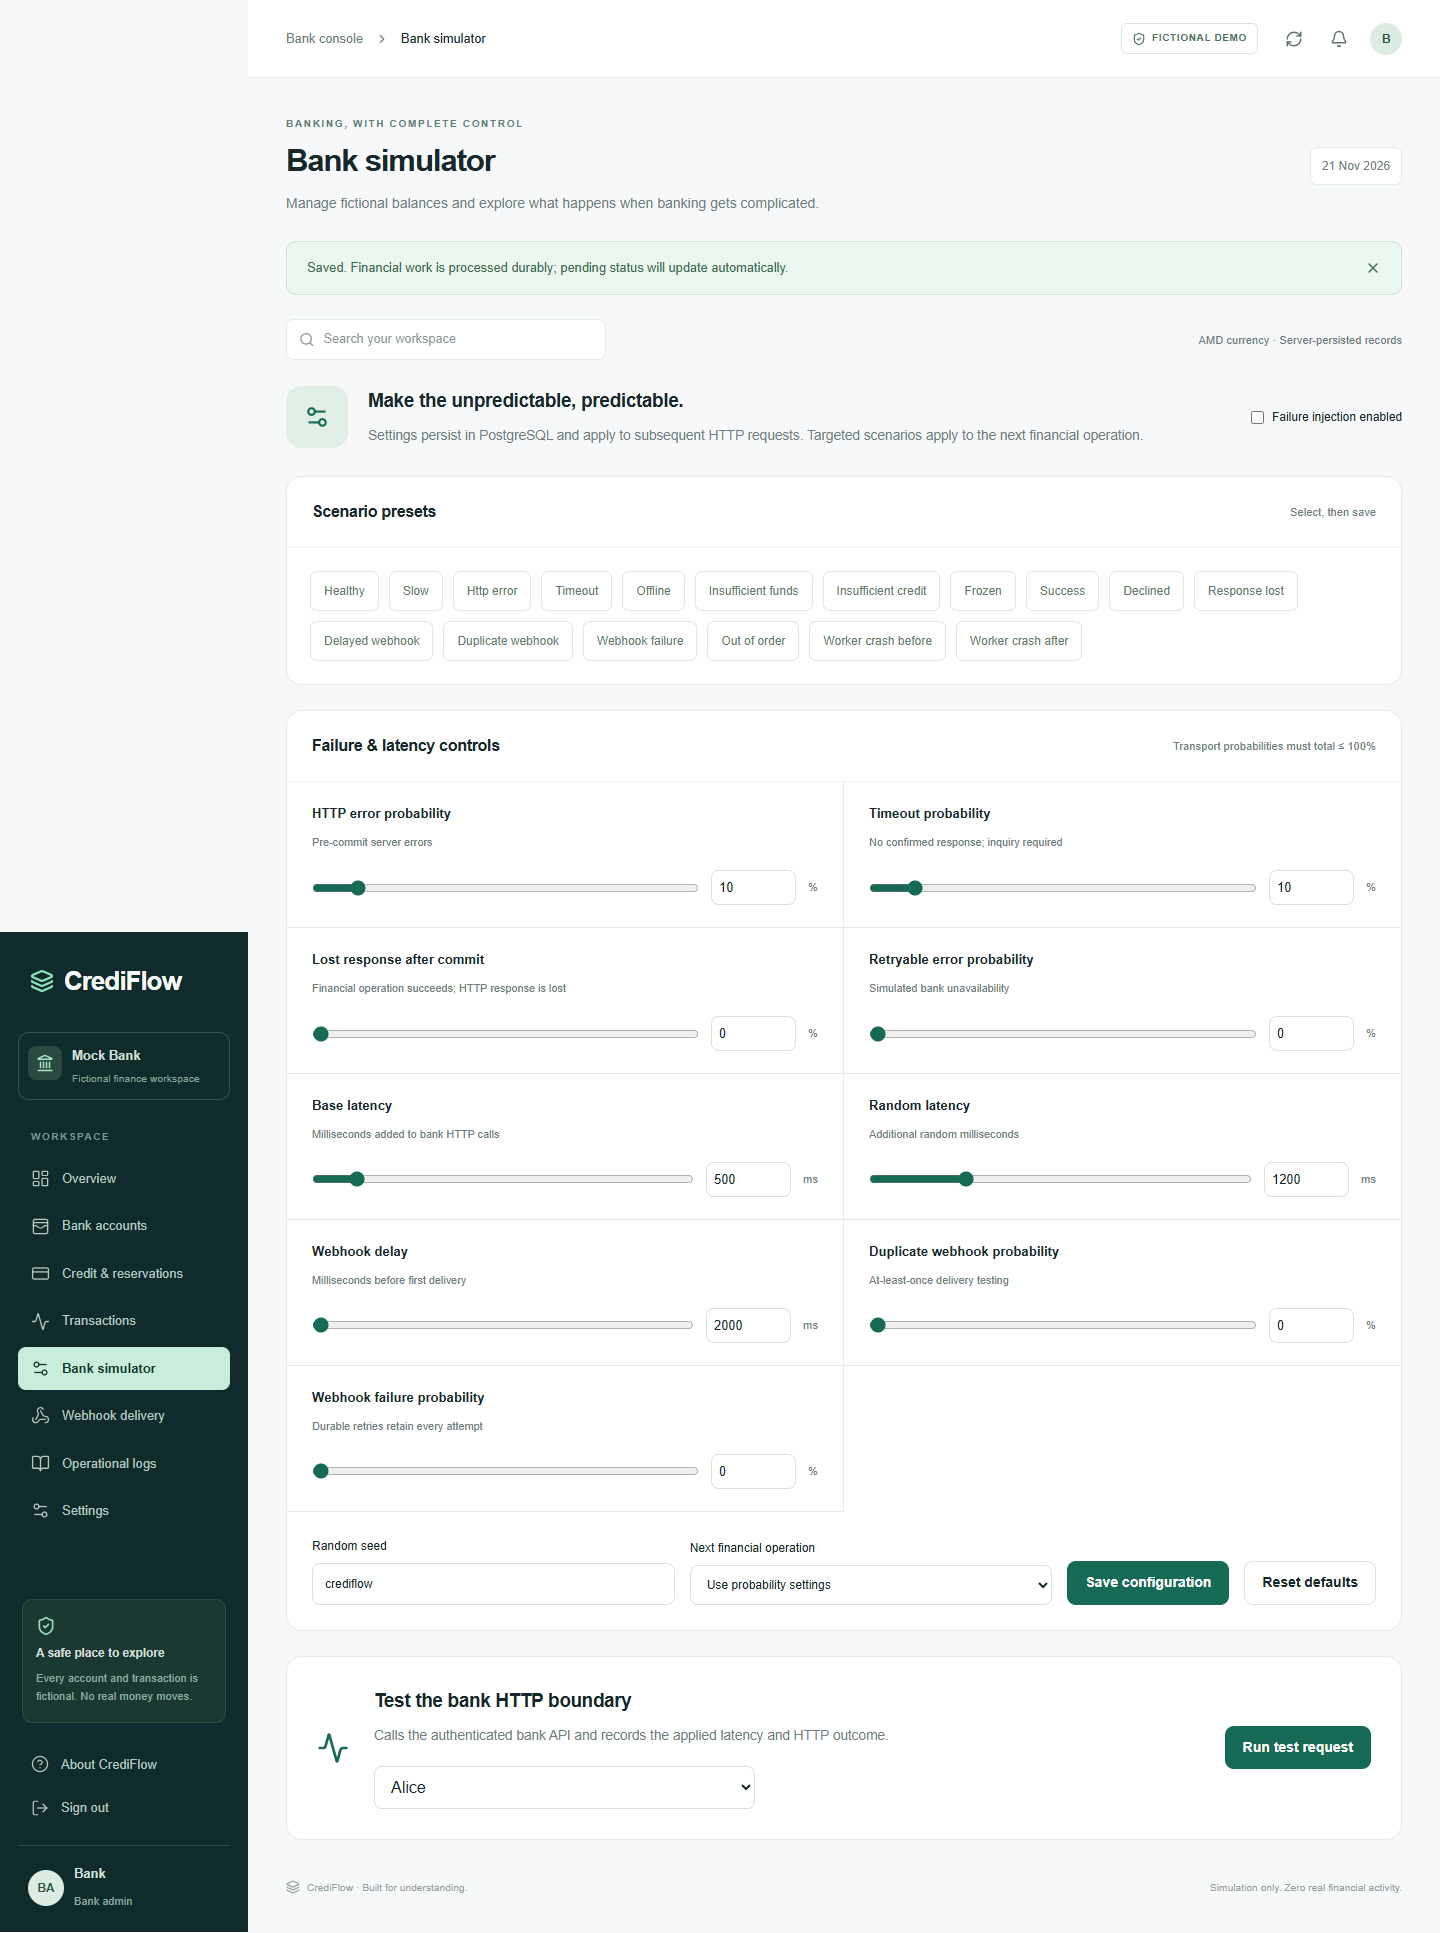 Bank console
Bank simulator
FICTIONAL DEMO
B
BANKING, WITH COMPLETE CONTROL
Bank simulator
21 Nov 2026
Manage fictional balances and explore what happens when banking gets complicated.
Saved. Financial work is processed durably; pending status will update automatically.
Search your workspace
AMD currency · Server-persisted records
Make the unpredictable, predictable.
Settings persist in PostgreSQL and apply to subsequent HTTP requests. Targeted scenarios apply to the next financial operation.
Failure injection enabled
Scenario presets
Select, then save
Healthy
Slow
Http error
Timeout
Offline
Insufficient funds
Insufficient credit
Frozen
Success
Declined
Response lost
Delayed webhook
Duplicate webhook
Webhook failure
Out of order
Worker crash before
Worker crash after
Failure & latency controls
Transport probabilities must total ≤ 100%
HTTP error probability
Pre-commit server errors
10 %
Timeout probability
No confirmed response; inquiry required
10 %
Lost response after commit
Financial operation succeeds; HTTP response is lost
0 %
Retryable error probability
Simulated bank unavailability
0 %
Base latency
Milliseconds added to bank HTTP calls
500 ms
Random latency
Additional random milliseconds
1200 ms
Webhook delay
Milliseconds before first delivery
2000 ms
Duplicate webhook probability
At-least-once delivery testing
0 %
Webhook failure probability
Durable retries retain every attempt
0 %
Random seed
crediflow
Next financial operation
Use probability settings
Save configuration
Reset defaults
Test the bank HTTP boundary
Calls the authenticated bank API and records the applied latency and HTTP outcome.
Alice
Run test request
CrediFlow · Built for understanding.
Simulation only. Zero real financial activity.
CrediFlow
Mock Bank
Fictional finance workspace
WORKSPACE
Overview
Bank accounts
Credit & reservations
Transactions
Bank simulator
Webhook delivery
Operational logs
Settings
A safe place to explore
Every account and transaction is
fictional. No real money moves.
About CrediFlow
Sign out
BA
Bank
Bank admin